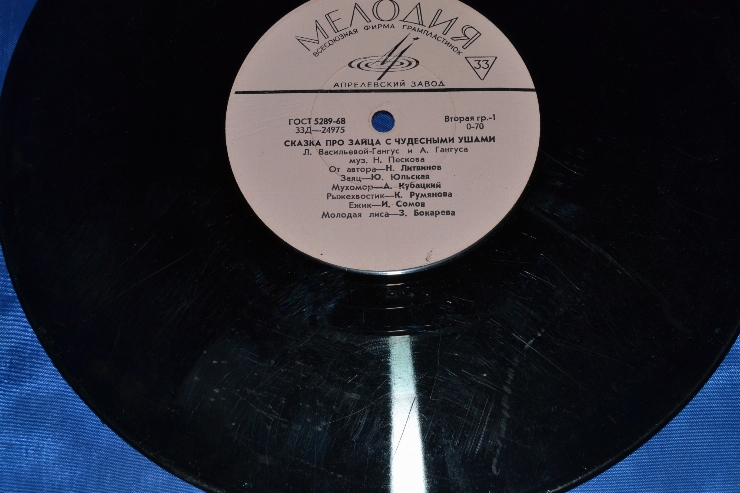 МЕЛОДИЯ
ВСЕСОЮЗНАЯ ФИРМА ГРАМПЛАСТИНОК
33
АПРЕЛЕВСКИЙ ЗАВОД
ГОСТ 5289-68 Вторая гр.-1
33Д—24975 0-70
СКАЗКА ПРО ЗАЙЦА С ЧУДЕСНЫМИ УШАМИ
Л. Васильевой-Гангус и А. Гангуса
муз. Н. Пескова
От автора—Н. Литвинов
Заяц—Ю. Юльская
Мухомор—А. Кубацкий
Рыжехвостик—К. Румянова
Ежик—И. Сомов
Молодая лиса—З. Бокарева